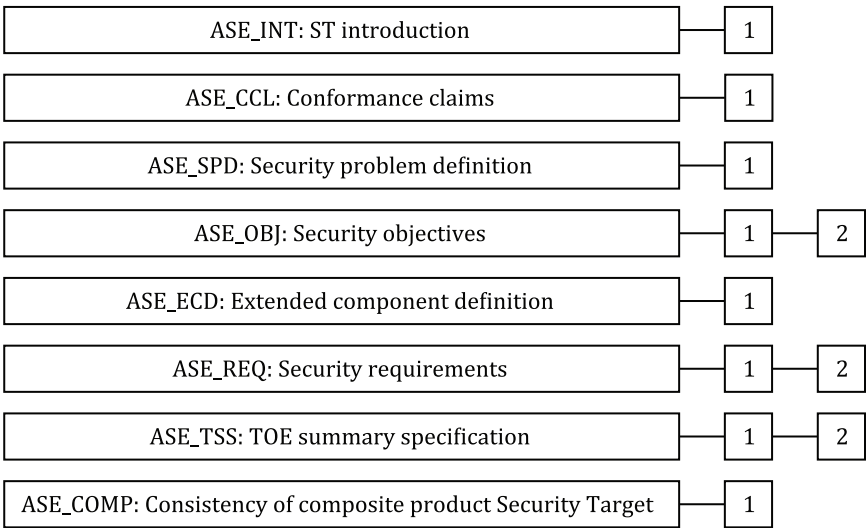 ASE_INT: ST introduction 1
ASE_CCL: Conformance claims 1
ASE_SPD: Security problem definition 1
ASE_OBJ: Security objectives 1 2
ASE_ECD: Extended component definition 1
ASE_REQ: Security requirements 1 2
ASE_TSS: TOE summary specification 1 2
ASE_COMP: Consistency of composite product Security Target 1